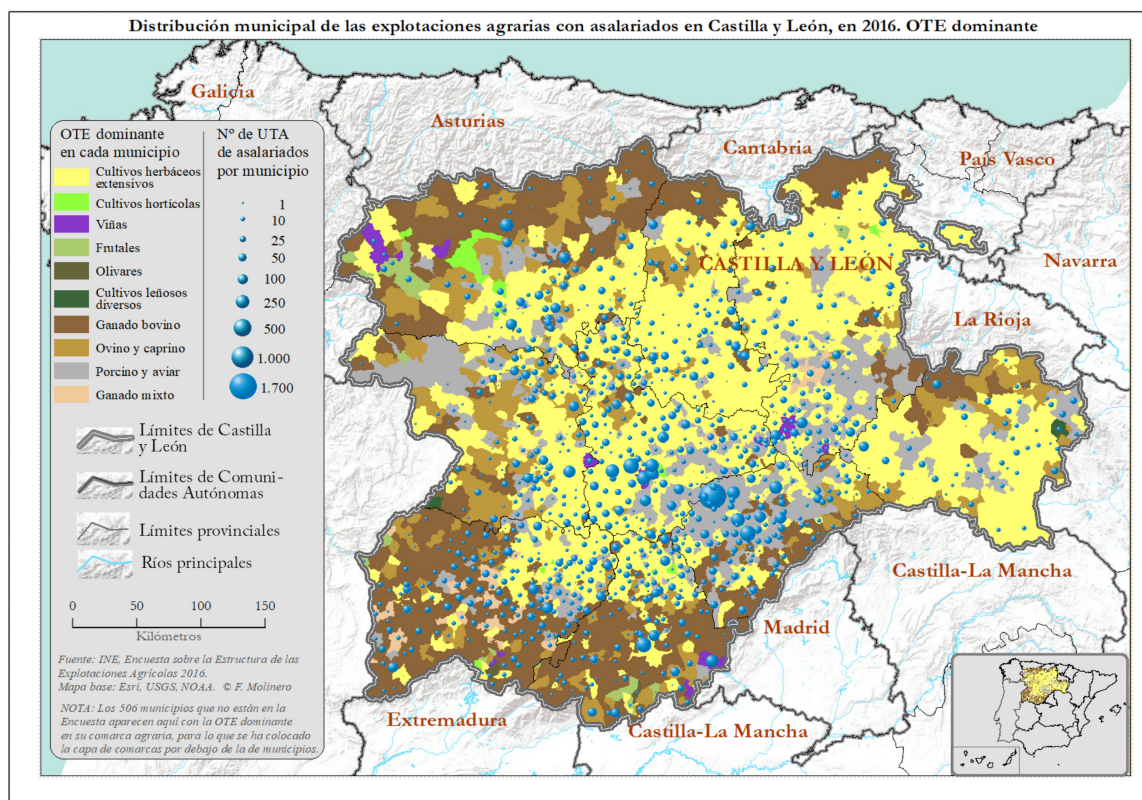 Distribución municipal de las explotaciones agrarias con asalariados en Castilla y León, en 2016. OTE dominante
Galicia
Asturias
Cantabria
País Vasco
Navarra
CASTILLA Y LEÓN
La Rioja
Castilla-La Mancha
Madrid
Extremadura
Castilla-La Mancha
OTE dominante
en cada municipio
Cultivos herbáceos
extensivos
Cultivos hortícolas
Viñas
Frutales
Olivares
Cultivos leñosos
diversos
Ganado bovino
Ovino y caprino
Porcino y aviar
Ganado mixto
Nº de UTA
de asalariados
por municipio
1
10
25
50
100
250
500
1.000
1.700
Límites de Castilla
y León
Límites de Comuni-
dades Autónomas
Límites provinciales
Ríos principales
0 50 100 150
Kilómetros
Fuente: INE, Encuesta sobre la Estructura de las
Explotaciones Agrícolas 2016.
Mapa base: Esri, USGS, NOAA. © F. Molinero
NOTA: Los 506 municipios que no están en la
Encuesta aparecen aquí con la OTE dominante
en su comarca agraria, para lo que se ha colocado
la capa de comarcas por debajo de la de municipios.